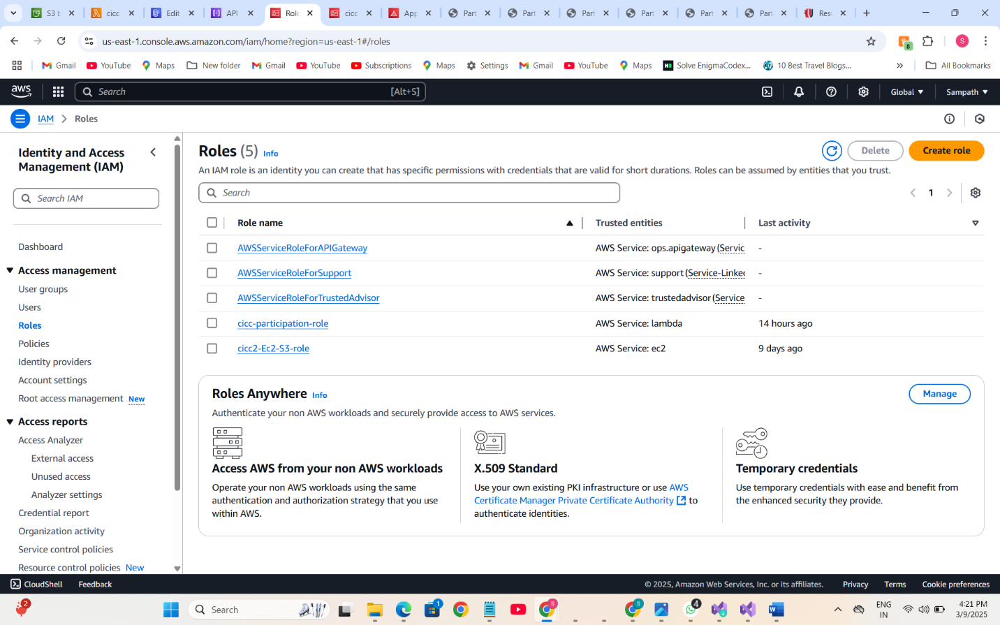 S3 b
cicc
Edit
API
Role
cicc
App
Part
Part
Part
Part
Part
Part
Resu
us-east-1.console.aws.amazon.com/iam/home?region=us-east-1#/roles
8
S
Gmail
YouTube
Maps
New folder
Gmail
YouTube
Subscriptions
Maps
Settings
Gmail
YouTube
Maps
Solve EnigmaCodex...
10 Best Travel Blogs...
All Bookmarks
aws
Search
[Alt+S]
Global
Sampath
IAM > Roles
Identity and Access
Management (IAM)
Search IAM
Dashboard
Access management
User groups
Users
Roles
Policies
Identity providers
Account settings
Root access management New
Access reports
Access Analyzer
External access
Unused access
Analyzer settings
Credential report
Organization activity
Service control policies
Resource control policies New
Roles (5) Info
Delete
Create role
An IAM role is an identity you can create that has specific permissions with credentials that are valid for short durations. Roles can be assumed by entities that you trust.
Search
1
Role name
Trusted entities
Last activity
AWSServiceRoleForAPIGateway
AWS Service: ops.apigateway (Servic
-
AWSServiceRoleForSupport
AWS Service: support (Service-Linked
-
AWSServiceRoleForTrustedAdvisor
AWS Service: trustedadvisor (Service
-
cicc-participation-role
AWS Service: lambda
14 hours ago
cicc2-Ec2-S3-role
AWS Service: ec2
9 days ago
Roles Anywhere Info
Manage
Authenticate your non AWS workloads and securely provide access to AWS services.
Access AWS from your non AWS workloads
Operate your non AWS workloads using the same
authentication and authorization strategy that you use
within AWS.
X.509 Standard
Use your own existing PKI infrastructure or use AWS
Certificate Manager Private Certificate Authority to
authenticate identities.
Temporary credentials
Use temporary credentials with ease and benefit from
the enhanced security they provide.
CloudShell
Feedback
© 2025, Amazon Web Services, Inc. or its affiliates.
Privacy
Terms
Cookie preferences
2
Search
1
S
S
4
ENG
IN
4:21 PM
3/9/2025